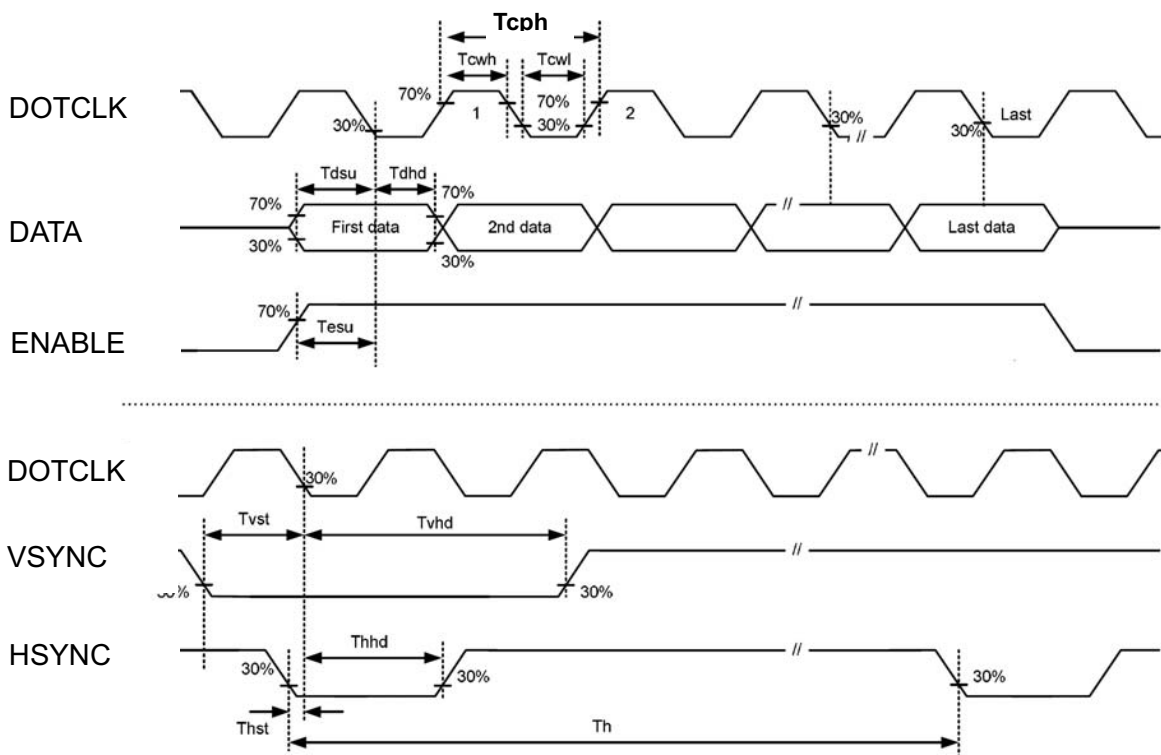 Tcph
Tcwh Tcwl
DOTCLK 70% 1 70% 2 30% 30% 30% // 30% Last
Tdsu Tdhd
70% 70%
DATA First data 2nd data // Last data
30% 30%
70%
ENABLE Tesu //
DOTCLK 30% //
Tvst Tvhd
VSYNC //
30%
HSYNC Thhd //
30% 30% 30%
Thst Th